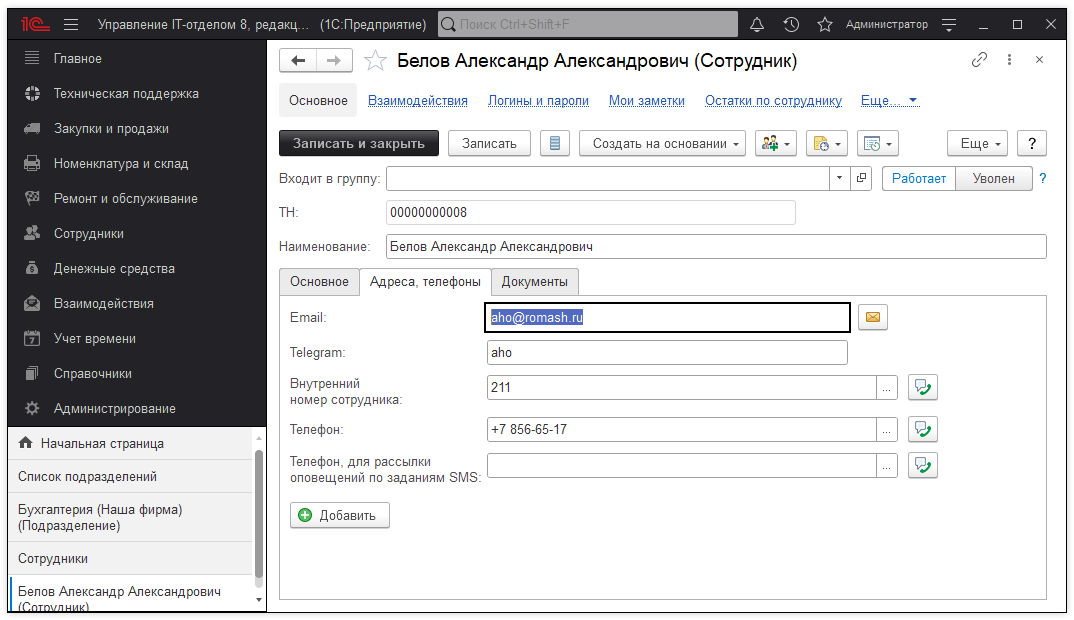 1С Управление IT-отделом 8, редакц... (1С:Предприятие) Поиск Ctrl+Shift+F Администратор
Главное
Техническая поддержка
Закупки и продажи
Номенклатура и склад
Ремонт и обслуживание
Сотрудники
Денежные средства
Взаимодействия
Учет времени
Справочники
Администрирование
Начальная страница
Список подразделений
Бухгалтерия (Наша фирма)
(Подразделение)
Сотрудники
Белов Александр Александрович
(Сотрудник)
Белов Александр Александрович (Сотрудник)
Основное Взаимодействия Логины и пароли Мои заметки Остатки по сотруднику Еще...
Записать и закрыть Записать Создать на основании Еще ?
Входит в группу: Работает Уволен ?
ТН: 00000000008
Наименование: Белов Александр Александрович
Основное Адреса, телефоны Документы
Email: aho@romash.ru
Telegram: aho
Внутренний
номер сотрудника: 211 ...
Телефон: +7 856-65-17 ...
Телефон, для рассылки
оповещений по заданиям SMS: ...
Добавить